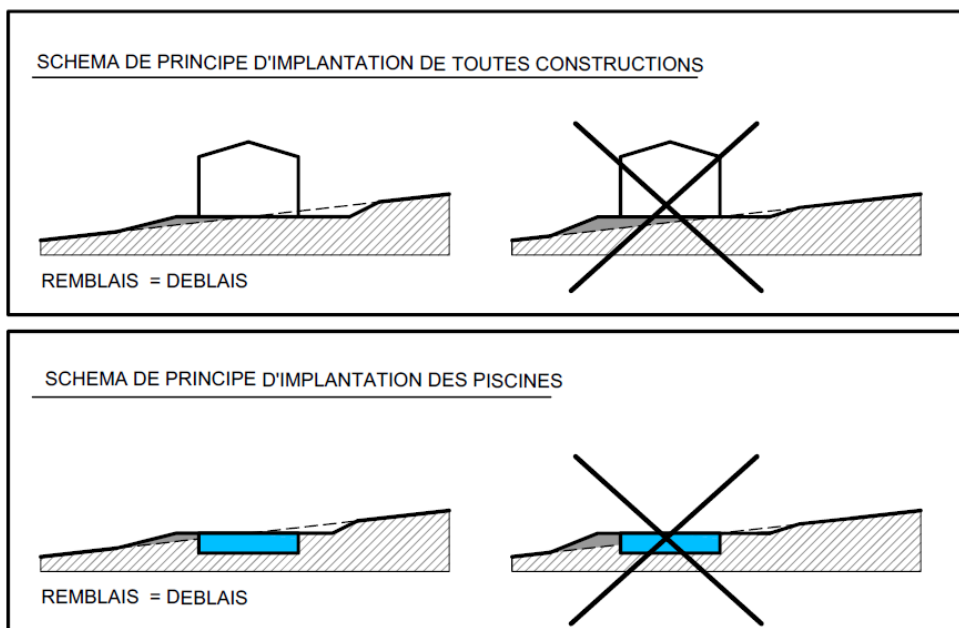 SCHEMA DE PRINCIPE D'IMPLANTATION DE TOUTES CONSTRUCTIONS
REMBLAIS = DEBLAIS
SCHEMA DE PRINCIPE D'IMPLANTATION DES PISCINES
REMBLAIS = DEBLAIS